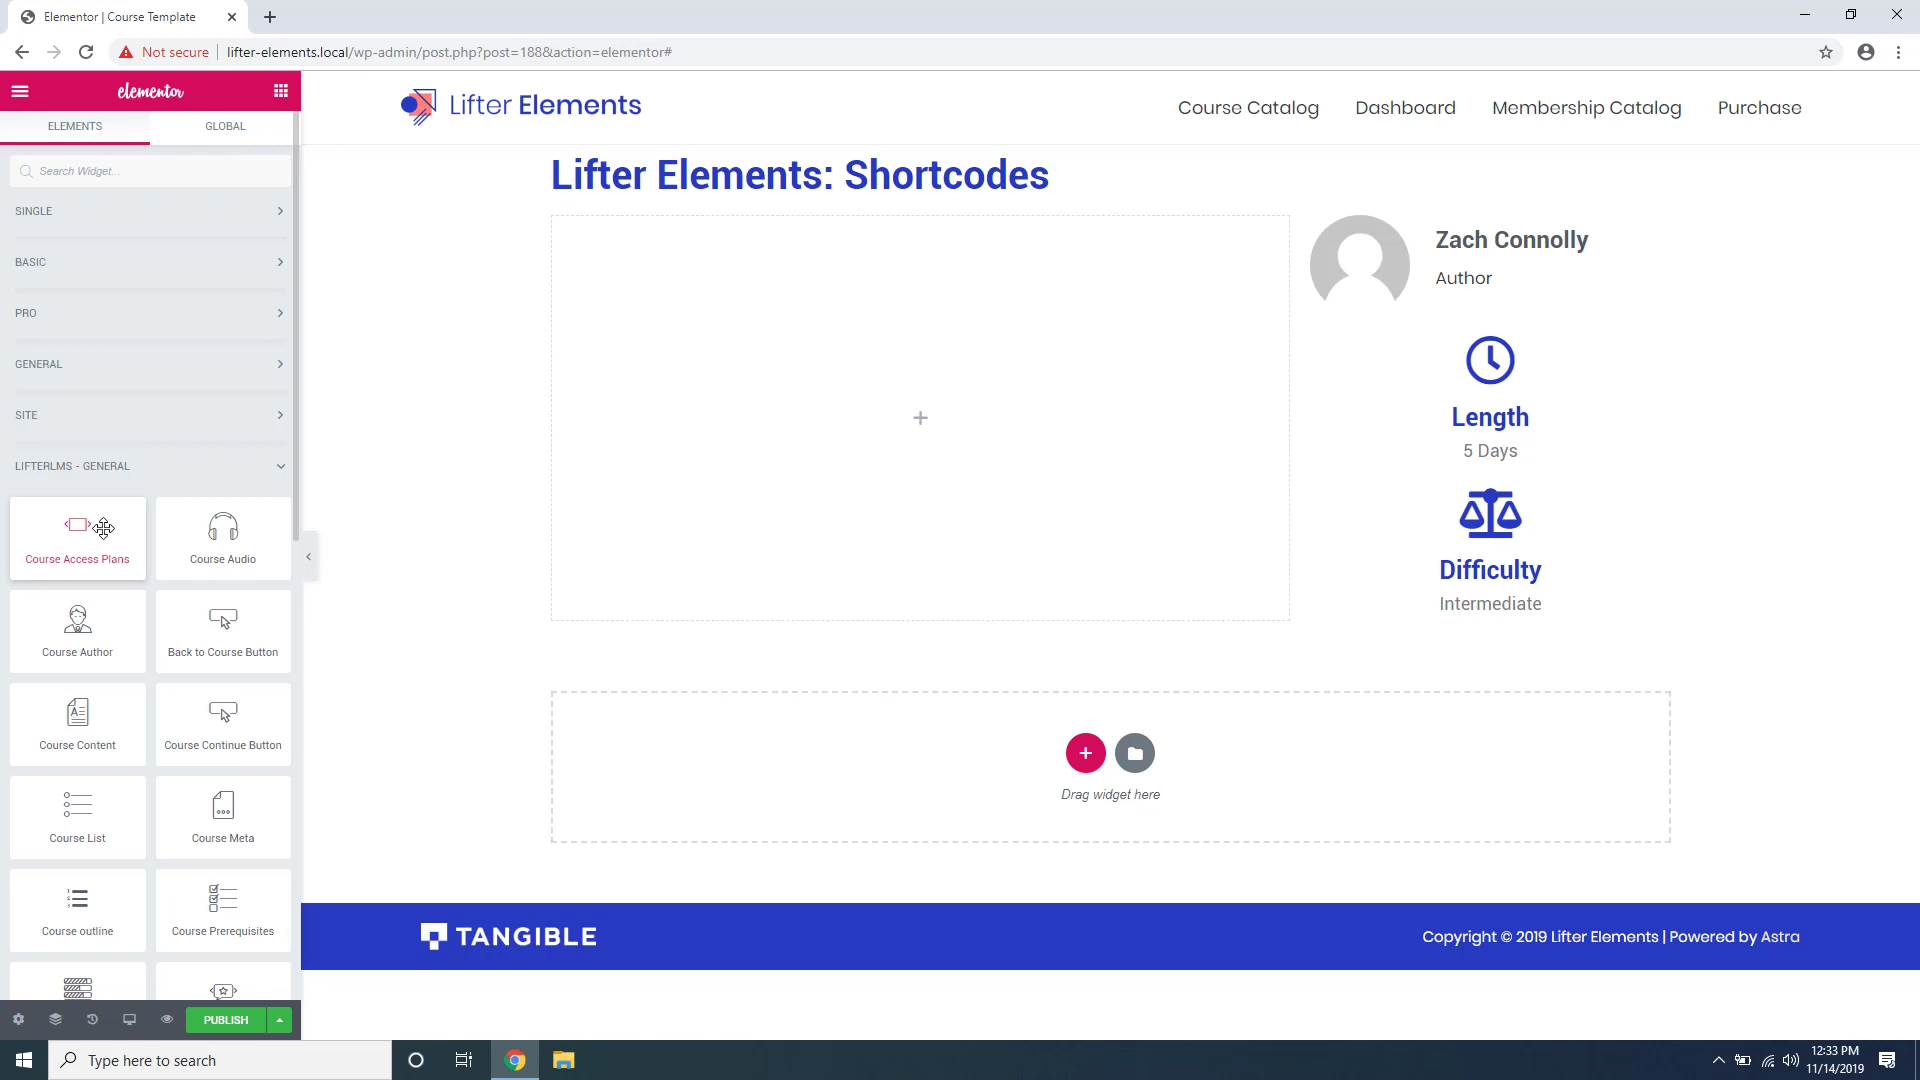 Elementor | Course Template
Not secure
lifter-elements.local/wp-admin/post.php?post=188&action=elementor#
elementor
ELEMENTS
GLOBAL
Search Widget...
SINGLE
BASIC
PRO
GENERAL
SITE
LIFTERLMS - GENERAL
Course Access Plans
Course Audio
Course Author
Back to Course Button
Course Content
Course Continue Button
Course List
Course Meta
Course outline
Course Prerequisites
PUBLISH
Lifter Elements
Course Catalog
Dashboard
Membership Catalog
Purchase
Lifter Elements: Shortcodes
Zach Connolly
Author
Length
5 Days
Difficulty
Intermediate
Drag widget here
TANGIBLE
Copyright © 2019 Lifter Elements | Powered by Astra
Type here to search
12:33 PM
11/14/2019